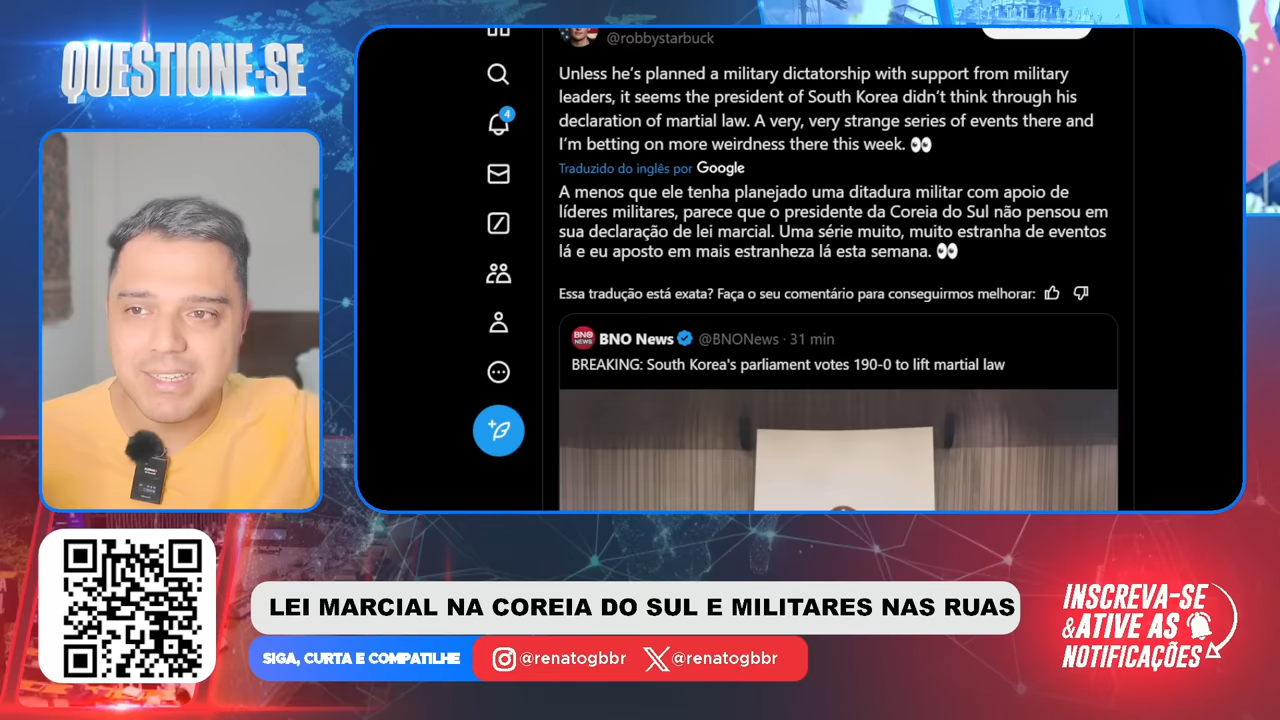 QUESTIONE-SE
@robbystarbuck
Unless he's planned a military dictatorship with support from military
leaders, it seems the president of South Korea didn't think through his
declaration of martial law. A very, very strange series of events there and
I'm betting on more weirdness there this week. 👀
Traduzido do inglês por Google
A menos que ele tenha planejado uma ditadura militar com apoio de
líderes militares, parece que o presidente da Coreia do Sul não pensou em
sua declaração de lei marcial. Uma série muito, muito estranha de eventos
lá e eu aposto em mais estranheza lá esta semana. 👀
Essa tradução está exata? Faça o seu comentário para conseguirmos melhorar:
4
BNO NEWS
BNO News @BNONews · 31 min
BREAKING: South Korea's parliament votes 190-0 to lift martial law
LEI MARCIAL NA COREIA DO SUL E MILITARES NAS RUAS
SIGA, CURTA E COMPATILHE
@renatogbbr
@renatogbbr
INSCREVA-SE
&ATIVE AS
NOTIFICAÇÕES